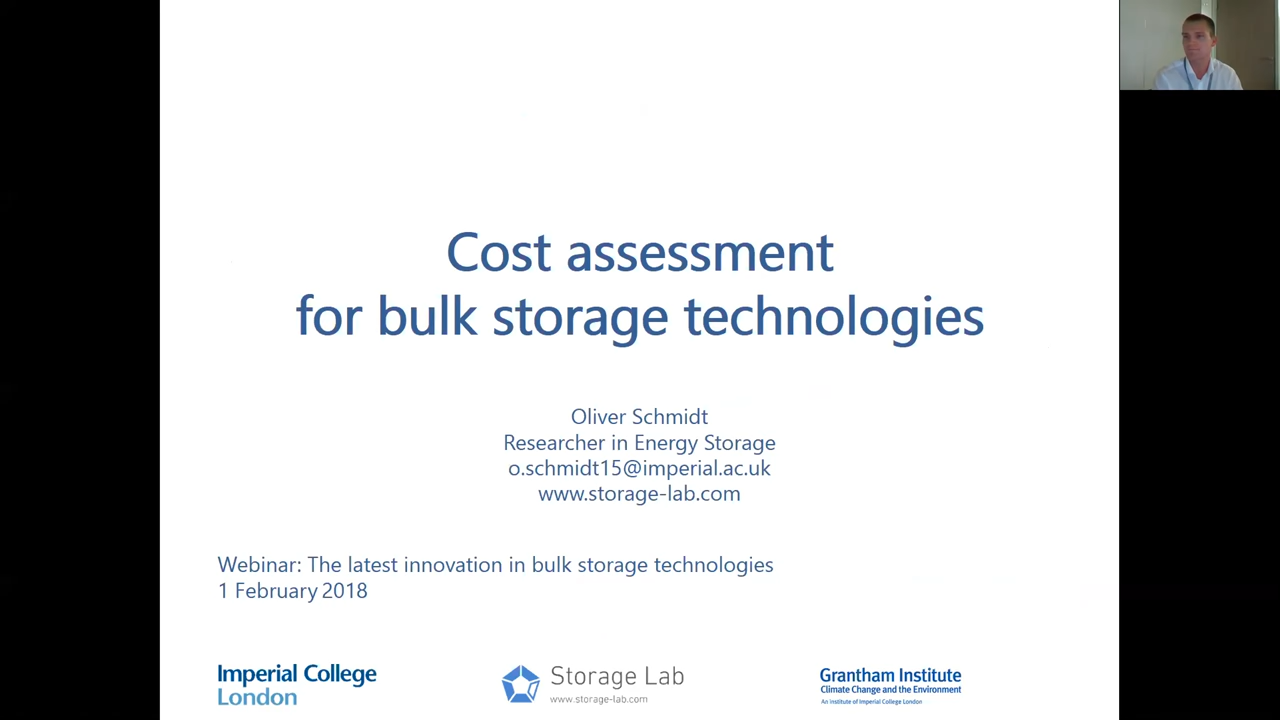 Cost assessment
for bulk storage technologies
Oliver Schmidt
Researcher in Energy Storage
o.schmidt15@imperial.ac.uk
www.storage-lab.com
Webinar: The latest innovation in bulk storage technologies
1 February 2018
Imperial College
London
Storage Lab
www.storage-lab.com
Grantham Institute
Climate Change and the Environment
An institute of Imperial College London